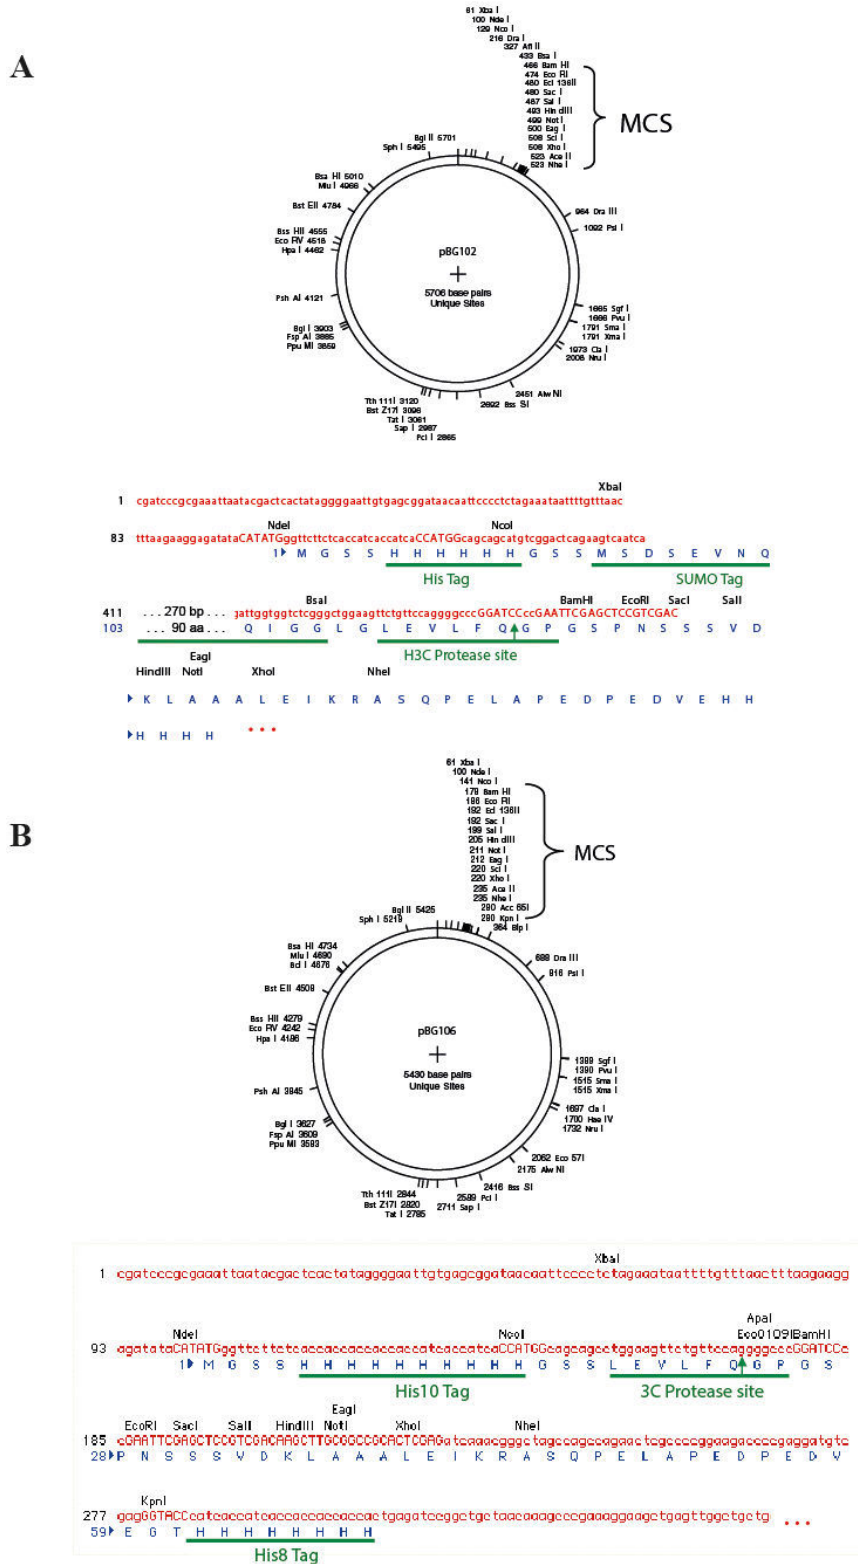 A
61 Xba I
100 Nde I
129 Nco I
216 Dra I
327 Afl II
433 Bsa I
466 Bam HI
474 Eco RI
480 Ecl 136II
480 Sac I
487 Sal I
493 Hin dIII
499 Not I
500 Eag I
508 Sci I
508 Xho I
523 Ace II
523 Nhe I
MCS
Bgl II 5701
Sph I 5495
Bsa HI 5010
Mlu I 4966
Bst EII 4784
Bss HII 4555
Eco RV 4518
Hpa I 4462
Psh AI 4121
Bgl I 3903
Fsp AI 3885
Ppu MI 3859
Tth 111I 3120
Bst Z17I 3096
Tat I 3061
Sap I 2987
Pci I 2865
964 Dra III
1092 Psi I
1665 Sgf I
1666 Pvu I
1791 Sma I
1791 Xma I
1973 Cla I
2008 Nru I
2451 Alw NI
2692 Bss SI
pBG102
5706 base pairs
Unique Sites
XbaI
1 cgatcccgcgaaattaatacgactcactataggggaattgtgagcggataacaattcccctctagaaataattttgtttaac
NdeI NcoI
83 tttaagaaggagatataCATATGggttcttctcaccatcaccatcaCCATGGcagcagcatgtcggactcagaagtcaatca
1 M G S S H H H H H H G S S M S D S E V N Q
His Tag SUMO Tag
BsaI BamHI EcoRI SacI SalI
411 ... 270 bp ... gattggtggtctcgggctggaagttctgttccaggggcccGGATCCccGAATTCGAGCTCCGTCGAC
103 ... 90 aa ... Q I G G L G L E V L F Q G P G S P N S S S V D
H3C Protease site
EagI
HindIII NotI XhoI NheI
K L A A A L E I K R A S Q P E L A P E D P E D V E H H
H H H H ...
B
61 Xba I
100 Nde I
141 Nco I
179 Bam HI
186 Eco RI
192 Ecl 136II
192 Sac I
199 Sal I
205 Hin dIII
211 Not I
212 Eag I
220 Sci I
220 Xho I
235 Ace II
235 Nhe I
280 Acc 65I
280 Kpn I
364 Blp I
MCS
Bgl II 5425
Sph I 5219
Bsa HI 4734
Mlu I 4690
Bcl I 4676
Bst EII 4508
Bss HII 4279
Eco RV 4242
Hpa I 4186
Psh AI 3845
Bgl I 3627
Fsp AI 3609
Ppu MI 3583
Tth 111I 2844
Bst Z17I 2820
Tat I 2785
2711 Sap I
2589 Pci I
2416 Bss SI
2175 Alw NI
2062 Eco 57I
688 Dra III
816 Psi I
1389 Sgf I
1390 Pvu I
1515 Sma I
1515 Xma I
1697 Cla I
1700 Hae IV
1732 Nru I
pBG106
5430 base pairs
Unique Sites
XbaI
1 cgatcccgcgaaattaatacgactcactataggggaattgtgagcggataacaattcccctctagaaataattttgtttaactttaagaagg
ApaI
NdeI NcoI Eco0109I BamHI
93 agatataCATATGggttcttctcaccaccaccaccaccatcaccatcaCCATGGcagcagcctggaagttctgttccaggggcccGGATCCc
1 M G S S H H H H H H H H H H G S S L E V L F Q G P G S
His10 Tag 3C Protease site
EagI
EcoRI SacI SalI HindIII NotI XhoI NheI
185 cGAATTCGAGCTCCGTCGACAAGCTTGCGGCCGCACTCGAGatcaaacgggctagccagccagaactcgccccggaagaccccgaggatgtc
28 P N S S S V D K L A A A L E I K R A S Q P E L A P E D P E D V
KpnI
277 gagGGTACCcatcaccatcaccaccaccaccactgagatccggctgctaacaaagcccgaaaggaagctgagttggctgctg ...
59 E G T H H H H H H H H
His8 Tag